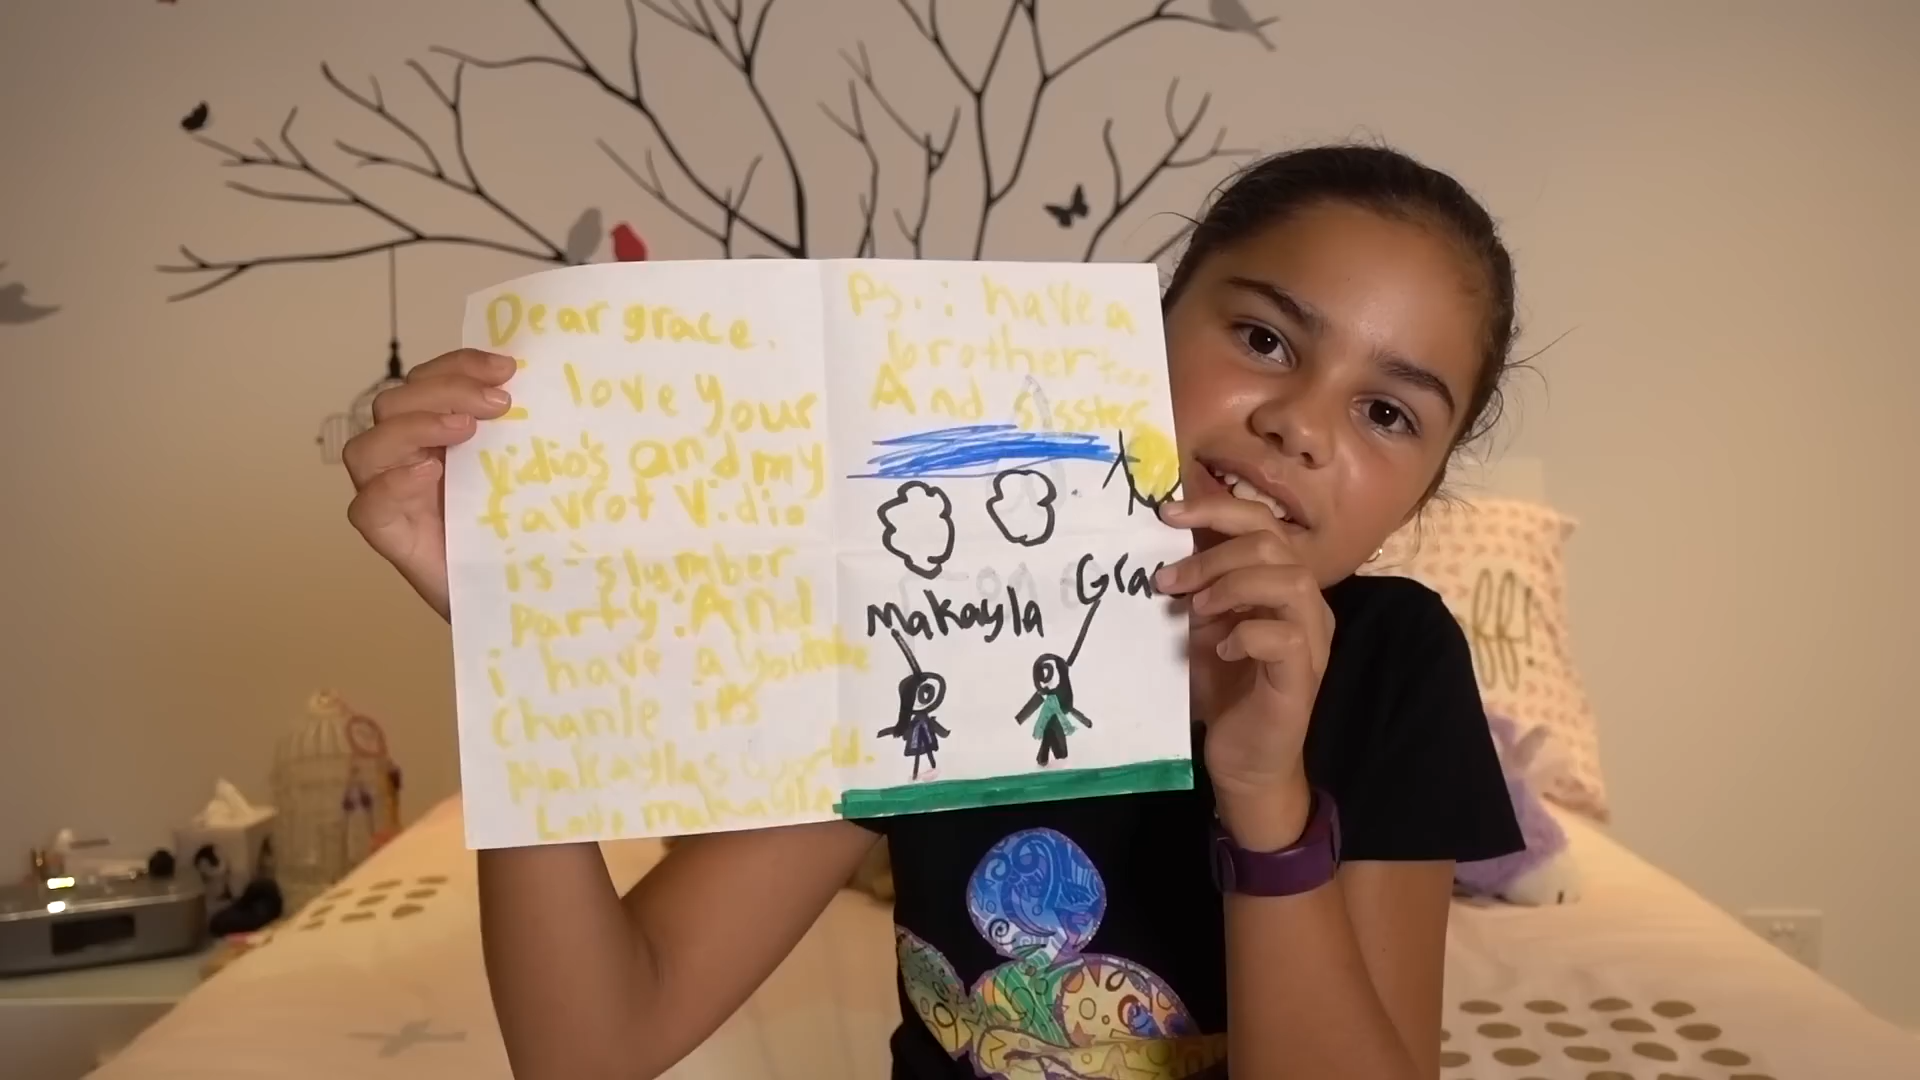 Dear grace.
I love your
Vidio's and my
favrot Vidio
is "slumber
party". And
i have a youtube
chanle its
Makaylas world.
Love makayla
Ps. i have a
brother too
And sisster
Makayla
Grac
ff!